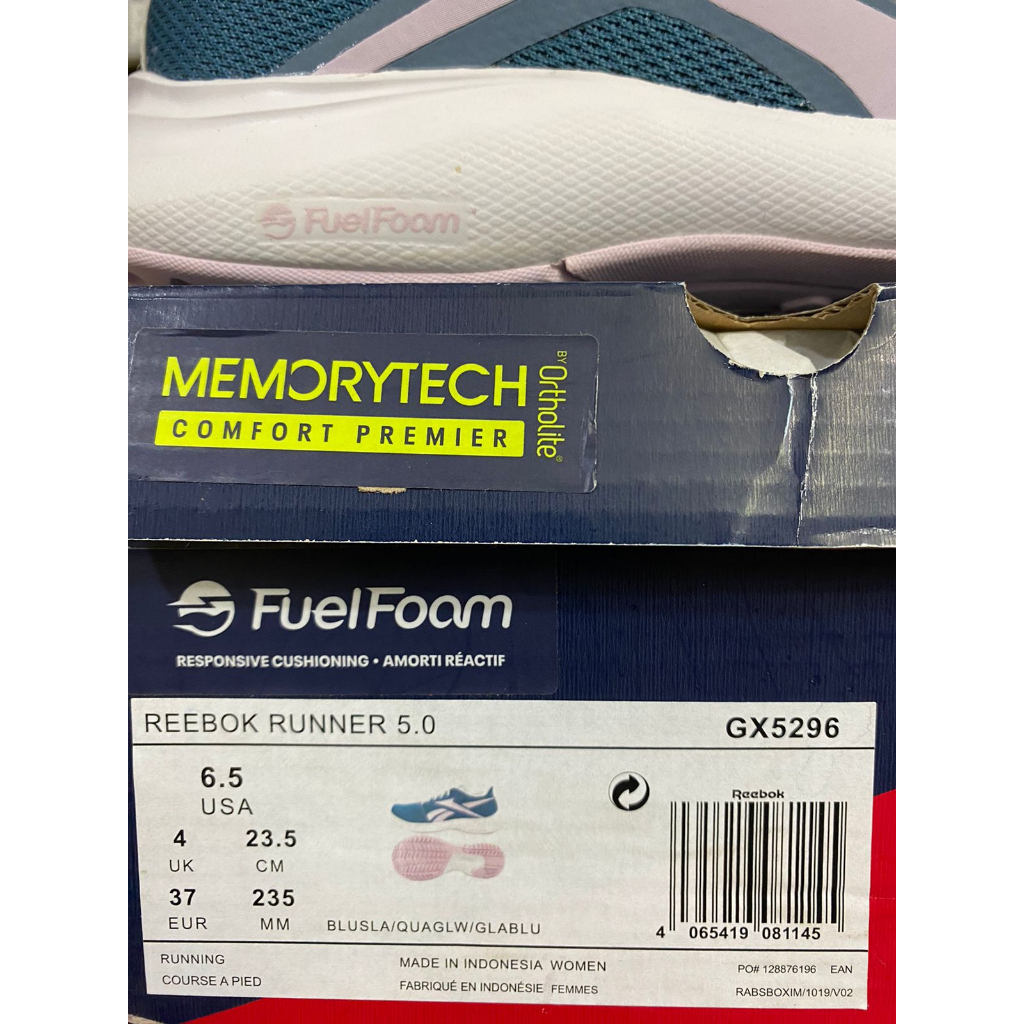 FuelFoam
MEMORYTECH
BY Ortholite®
COMFORT PREMIER
FuelFoam
RESPONSIVE CUSHIONING • AMORTI RÉACTIF
REEBOK RUNNER 5.0
GX5296
6.5
USA
4
UK
23.5
CM
37
EUR
235
MM
BLUSLA/QUAGLW/GLABLU
Reebok
4 065419 081145
RUNNING
COURSE A PIED
MADE IN INDONESIA WOMEN
FABRIQUÉ EN INDONÉSIE FEMMES
PO# 128876196 EAN
RABSBOXIM/1019/V02